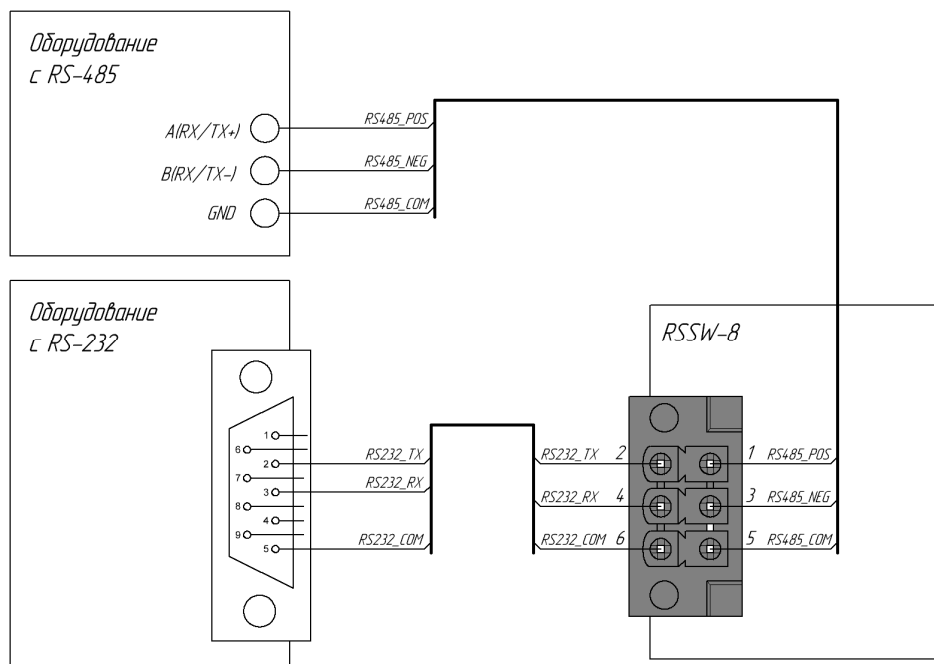 Оборудование
с RS-485
A(RX/TX+)
RS485_POS
B(RX/TX-)
RS485_NEG
GND
RS485_COM
Оборудование
с RS-232
RSSW-8
1
6
2
RS232_TX
RS232_TX
2
1
RS485_POS
7
3
RS232_RX
RS232_RX
4
3
RS485_NEG
8
4
9
5
RS232_COM
RS232_COM
6
5
RS485_COM